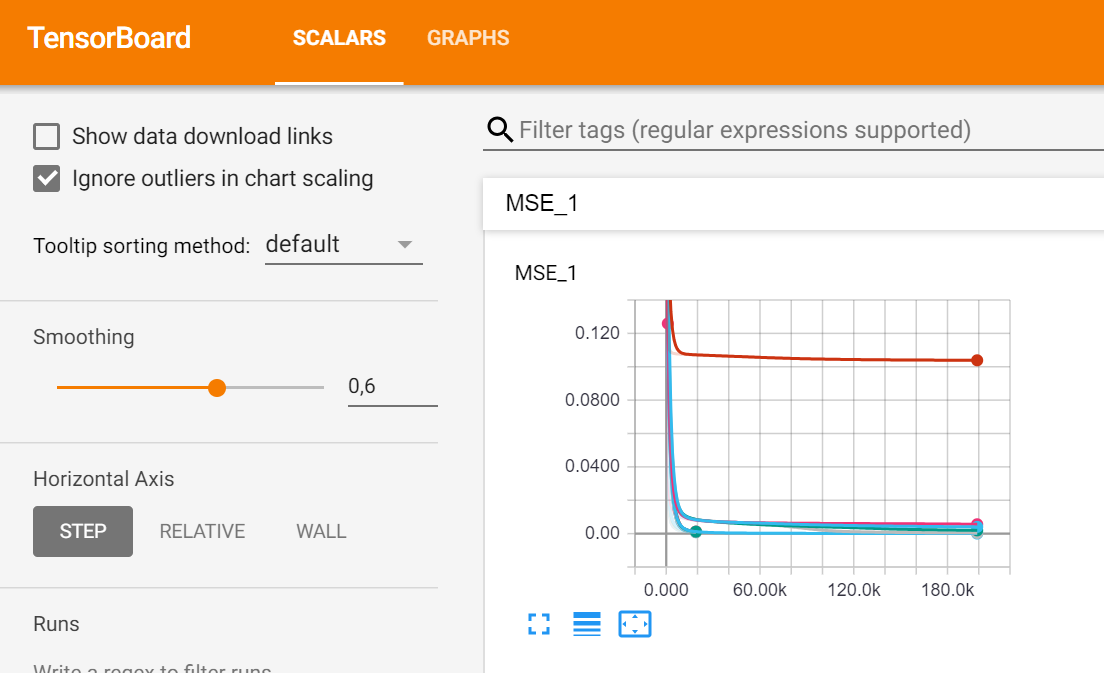 TensorBoard SCALARS GRAPHS
Show data download links
Ignore outliers in chart scaling
Tooltip sorting method: default
Smoothing
0,6
Horizontal Axis
STEP RELATIVE WALL
Runs
Write a regex to filter runs
Filter tags (regular expressions supported)
MSE_1
MSE_1
0.120
0.0800
0.0400
0.00
0.000 60.00k 120.0k 180.0k